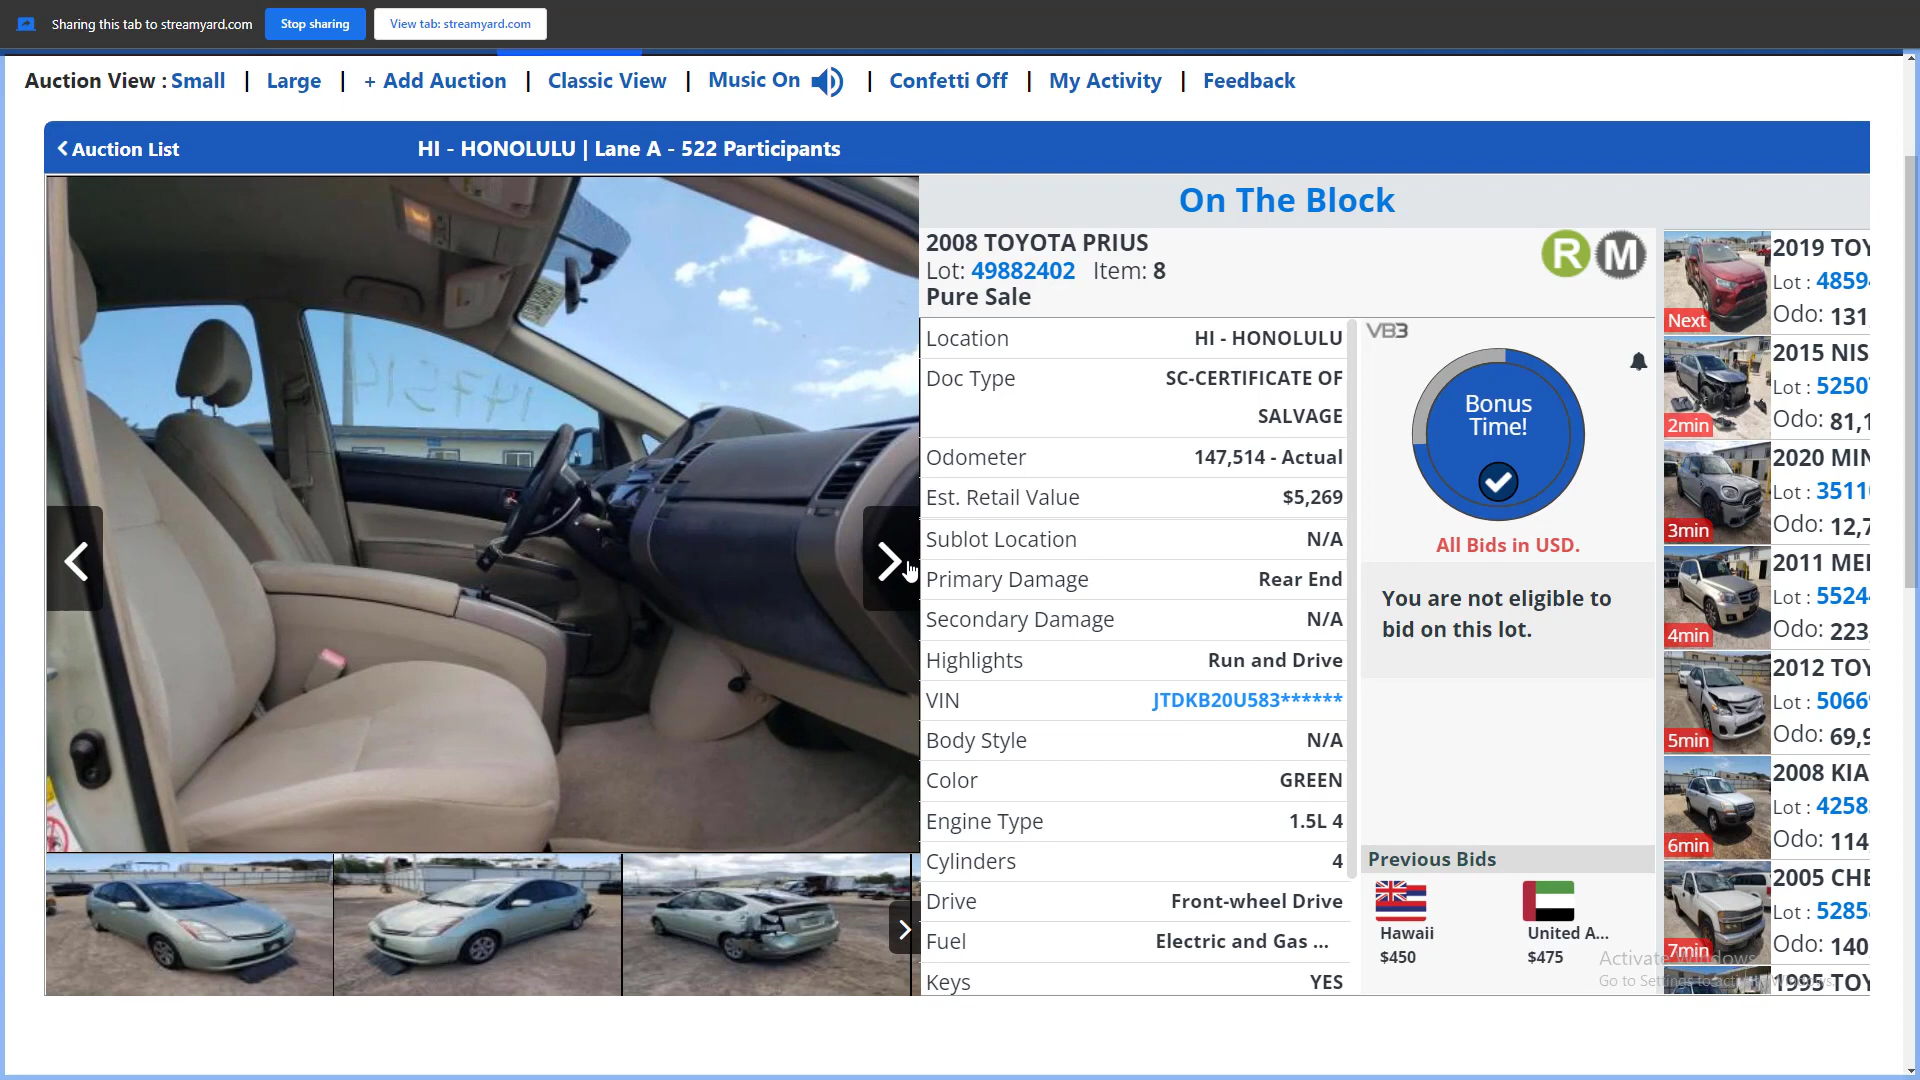 Sharing this tab to streamyard.com
Stop sharing
View tab: streamyard.com
Auction View : Small | Large | + Add Auction | Classic View | Music On | Confetti Off | My Activity | Feedback
Auction List
HI - HONOLULU | Lane A - 522 Participants
147514
On The Block
2008 TOYOTA PRIUS
Lot: 49882402 Item: 8
Pure Sale
R M
Location HI - HONOLULU
Doc Type SC-CERTIFICATE OF
SALVAGE
Odometer 147,514 - Actual
Est. Retail Value $5,269
Sublot Location N/A
Primary Damage Rear End
Secondary Damage N/A
Highlights Run and Drive
VIN JTDKB20U583******
Body Style N/A
Color GREEN
Engine Type 1.5L 4
Cylinders 4
Drive Front-wheel Drive
Fuel Electric and Gas ...
Keys YES
VB3
Bonus
Time!
All Bids in USD.
You are not eligible to
bid on this lot.
Previous Bids
Hawaii
$450
United A...
$475
2019 TOY
Lot : 4859
Odo: 131,
Next
2015 NIS
Lot : 5250
Odo: 81,1
2min
2020 MIN
Lot : 3511
Odo: 12,7
3min
2011 MER
Lot : 5524
Odo: 223,
4min
2012 TOY
Lot : 5066
Odo: 69,9
5min
2008 KIA
Lot : 4258
Odo: 114,
6min
2005 CHE
Lot : 5285
Odo: 140
7min
1995 TOY
Activate Windows
Go to Settings to activate Windows.